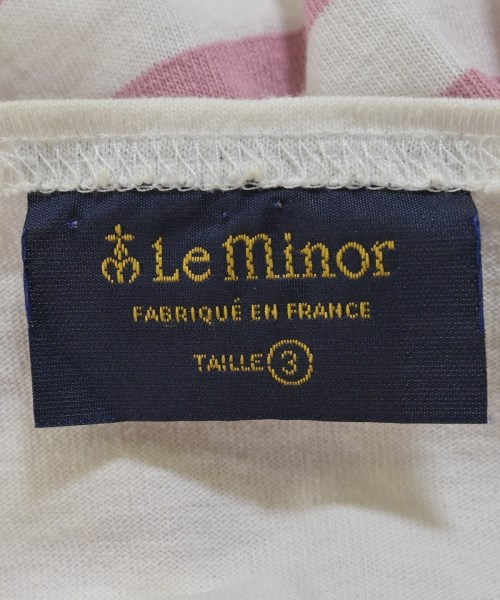 Le Minor
FABRIQUÉ EN FRANCE
TAILLE 3